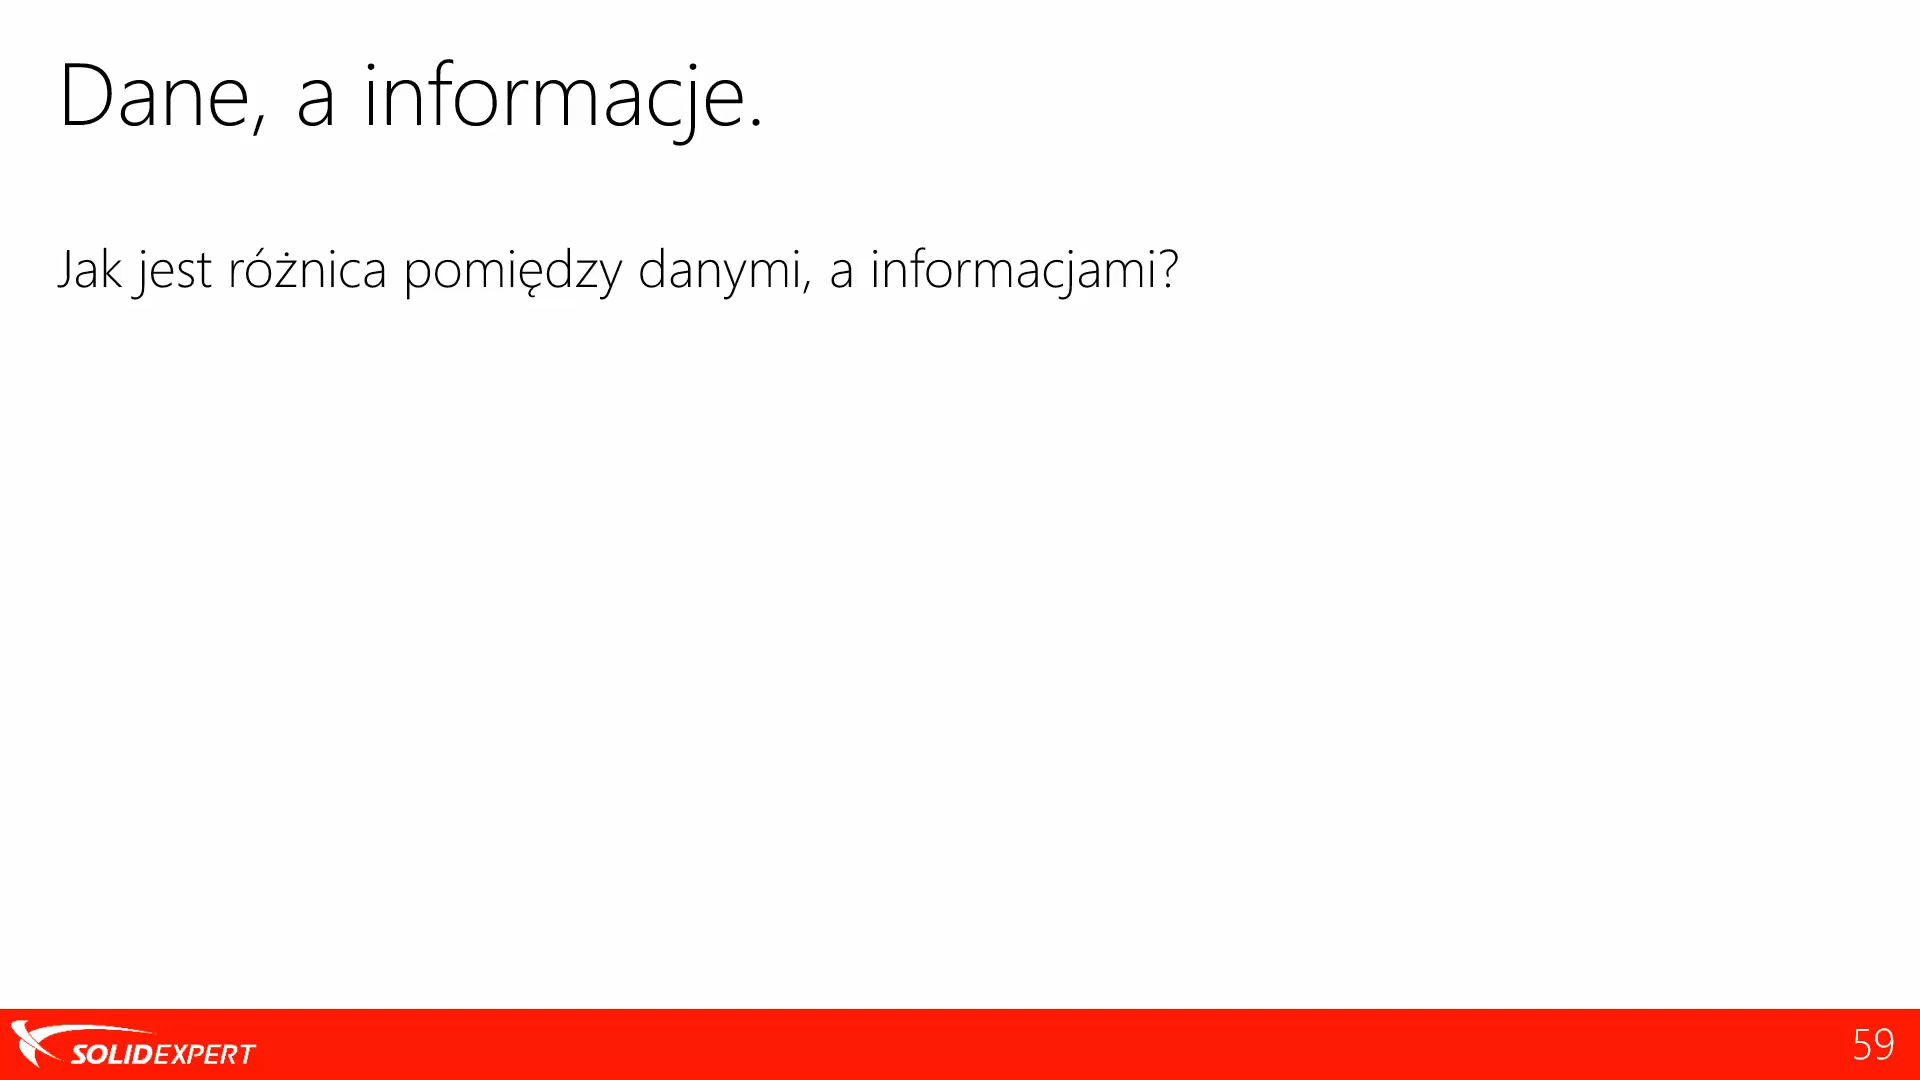 Dane, a informacje.
Jak jest różnica pomiędzy danymi, a informacjami?
SOLIDEXPERT
59